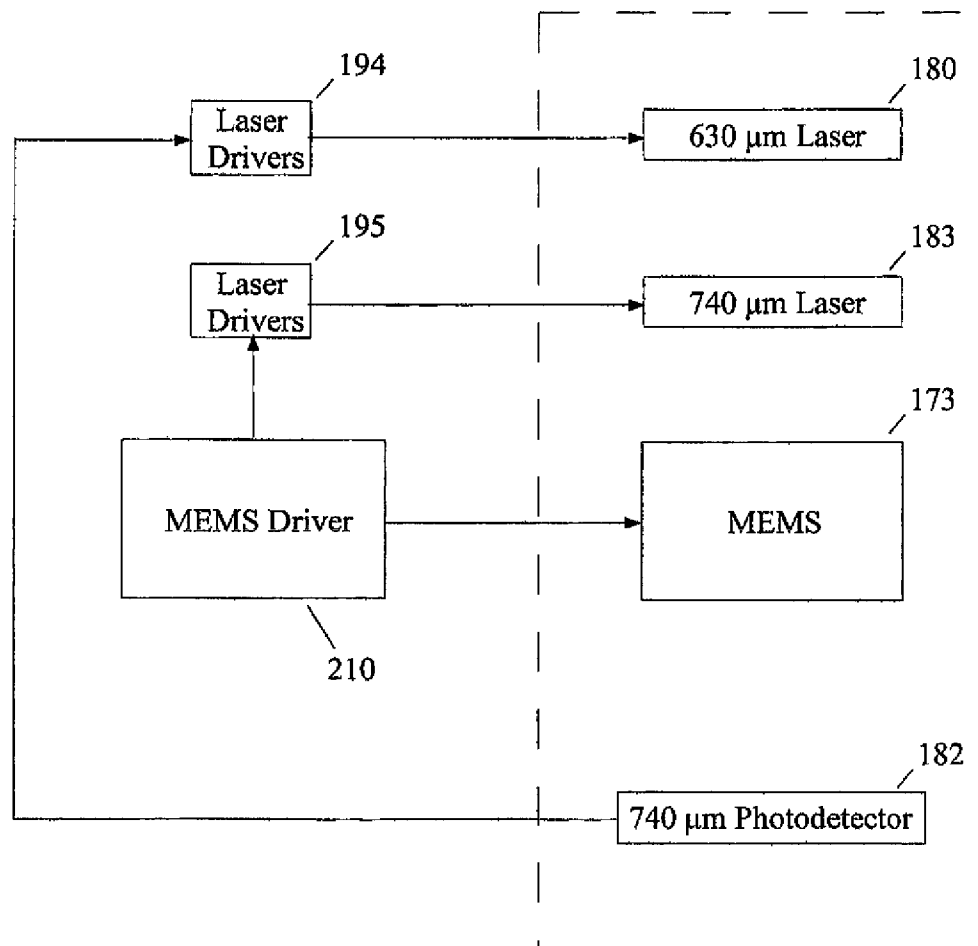 194
Laser
Drivers
180
630 μm Laser
195
Laser
Drivers
183
740 μm Laser
173
MEMS Driver
MEMS
210
182
740 μm Photodetector